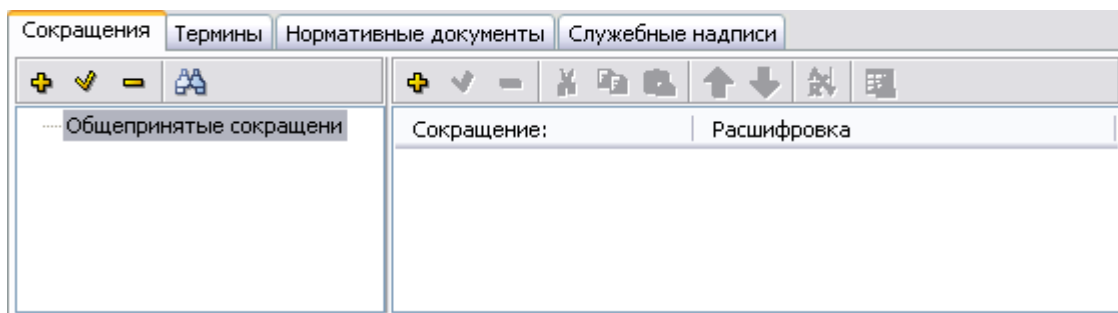 Сокращения Термины Нормативные документы Служебные надписи
Общепринятые сокращени
Сокращение: Расшифровка